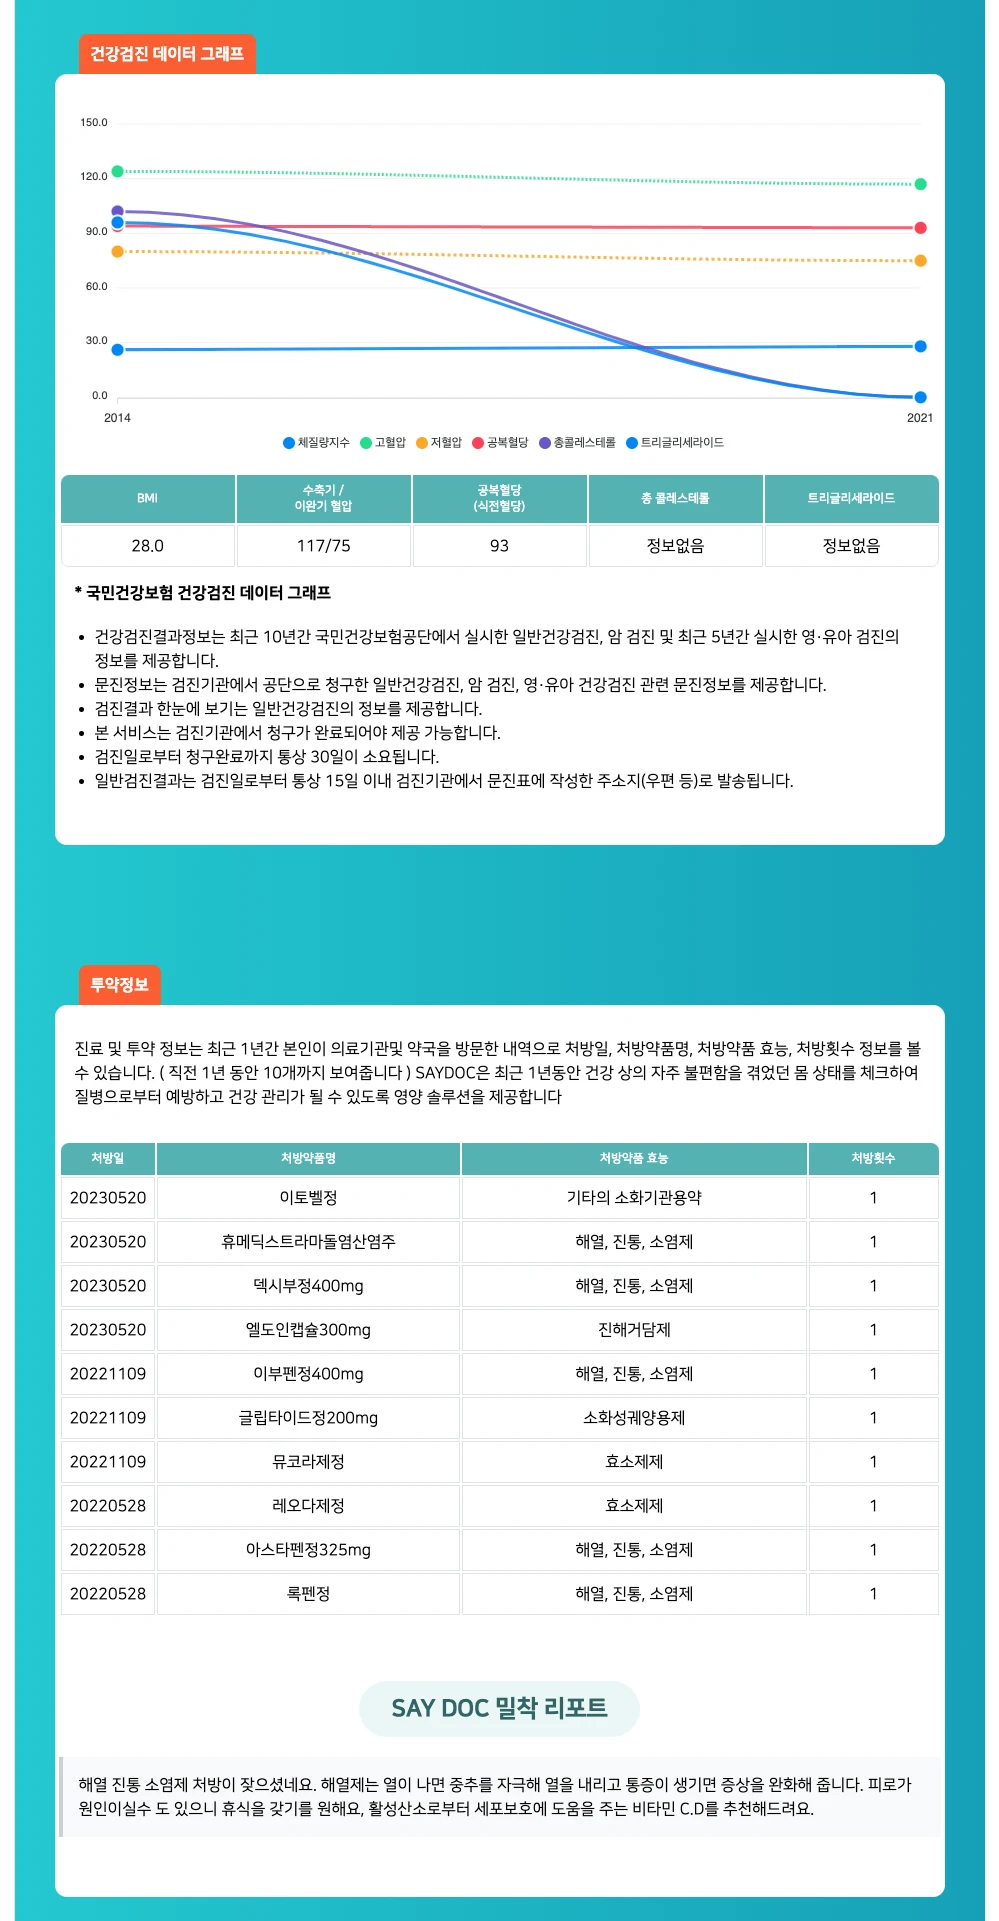 건강검진 데이터 그래프
150.0
120.0
90.0
60.0
30.0
0.0
2014
2021
체질량지수 고혈압 저혈압 공복혈당 총콜레스테롤 트리글리세라이드
BMI
수축기 /
이완기 혈압
공복혈당
(식전혈당)
총 콜레스테롤
트리글리세라이드
28.0 117/75 93 정보없음 정보없음
* 국민건강보험 건강검진 데이터 그래프
• 건강검진결과정보는 최근 10년간 국민건강보험공단에서 실시한 일반건강검진, 암 검진 및 최근 5년간 실시한 영·유아 검진의
정보를 제공합니다.
• 문진정보는 검진기관에서 공단으로 청구한 일반건강검진, 암 검진, 영·유아 건강검진 관련 문진정보를 제공합니다.
• 검진결과 한눈에 보기는 일반건강검진의 정보를 제공합니다.
• 본 서비스는 검진기관에서 청구가 완료되어야 제공 가능합니다.
• 검진일로부터 청구완료까지 통상 30일이 소요됩니다.
• 일반검진결과는 검진일로부터 통상 15일 이내 검진기관에서 문진표에 작성한 주소지(우편 등)로 발송됩니다.
투약정보
진료 및 투약 정보는 최근 1년간 본인이 의료기관및 약국을 방문한 내역으로 처방일, 처방약품명, 처방약품 효능, 처방횟수 정보를 볼
수 있습니다. ( 직전 1년 동안 10개까지 보여줍니다 ) SAYDOC은 최근 1년동안 건강 상의 자주 불편함을 겪었던 몸 상태를 체크하여
질병으로부터 예방하고 건강 관리가 될 수 있도록 영양 솔루션을 제공합니다
처방일 처방약품명 처방약품 효능 처방횟수
20230520 이토벨정 기타의 소화기관용약 1
20230520 휴메딕스트라마돌염산염주 해열, 진통, 소염제 1
20230520 덱시부정400mg 해열, 진통, 소염제 1
20230520 엘도인캡슐300mg 진해거담제 1
20221109 이부펜정400mg 해열, 진통, 소염제 1
20221109 글립타이드정200mg 소화성궤양용제 1
20221109 뮤코라제정 효소제제 1
20220528 레오다제정 효소제제 1
20220528 아스타펜정325mg 해열, 진통, 소염제 1
20220528 록펜정 해열, 진통, 소염제 1
SAY DOC 밀착 리포트
해열 진통 소염제 처방이 잦으셨네요. 해열제는 열이 나면 중추를 자극해 열을 내리고 통증이 생기면 증상을 완화해 줍니다. 피로가
원인이실수 도 있으니 휴식을 갖기를 원해요, 활성산소로부터 세포보호에 도움을 주는 비타민 C.D를 추천해드려요.